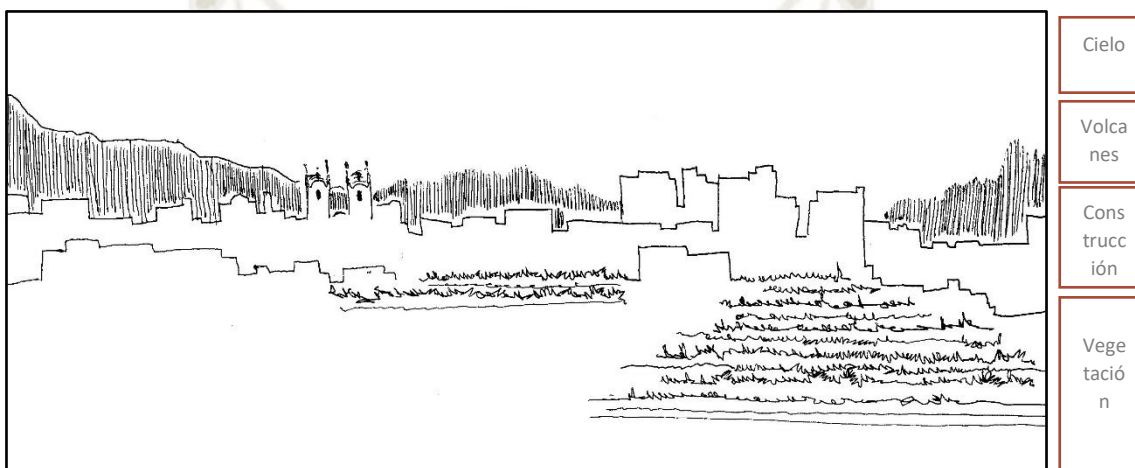 Cielo
Volca
nes
Cons
trucc
ión
Vege
tació
n